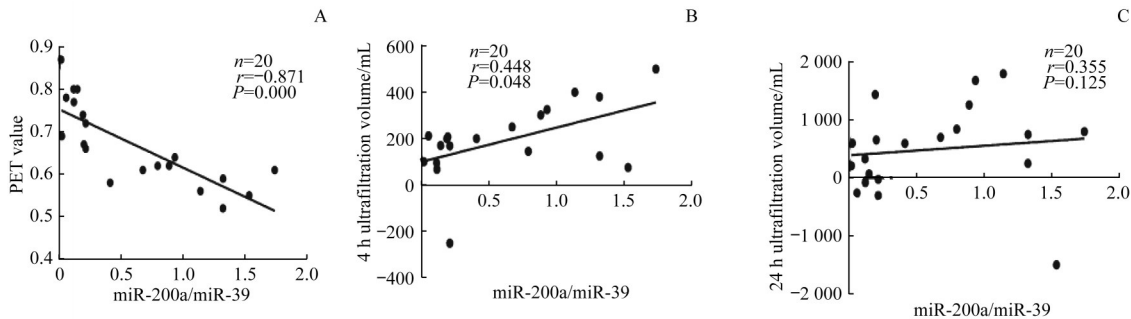 A
n=20
r=−0.871
P=0.000
PET value
0.9
0.8
0.7
0.6
0.5
0.4
0
0.5
1.0
1.5
2.0
miR-200a/miR-39
B
n=20
r=0.448
P=0.048
4 h ultrafiltration volume/mL
600
400
200
0
−200
−400
0.5
1.0
1.5
2.0
miR-200a/miR-39
C
n=20
r=0.355
P=0.125
24 h ultrafiltration volume/mL
2 000
1 000
0
−1 000
−2 000
0.5
1.0
1.5
2.0
miR-200a/miR-39